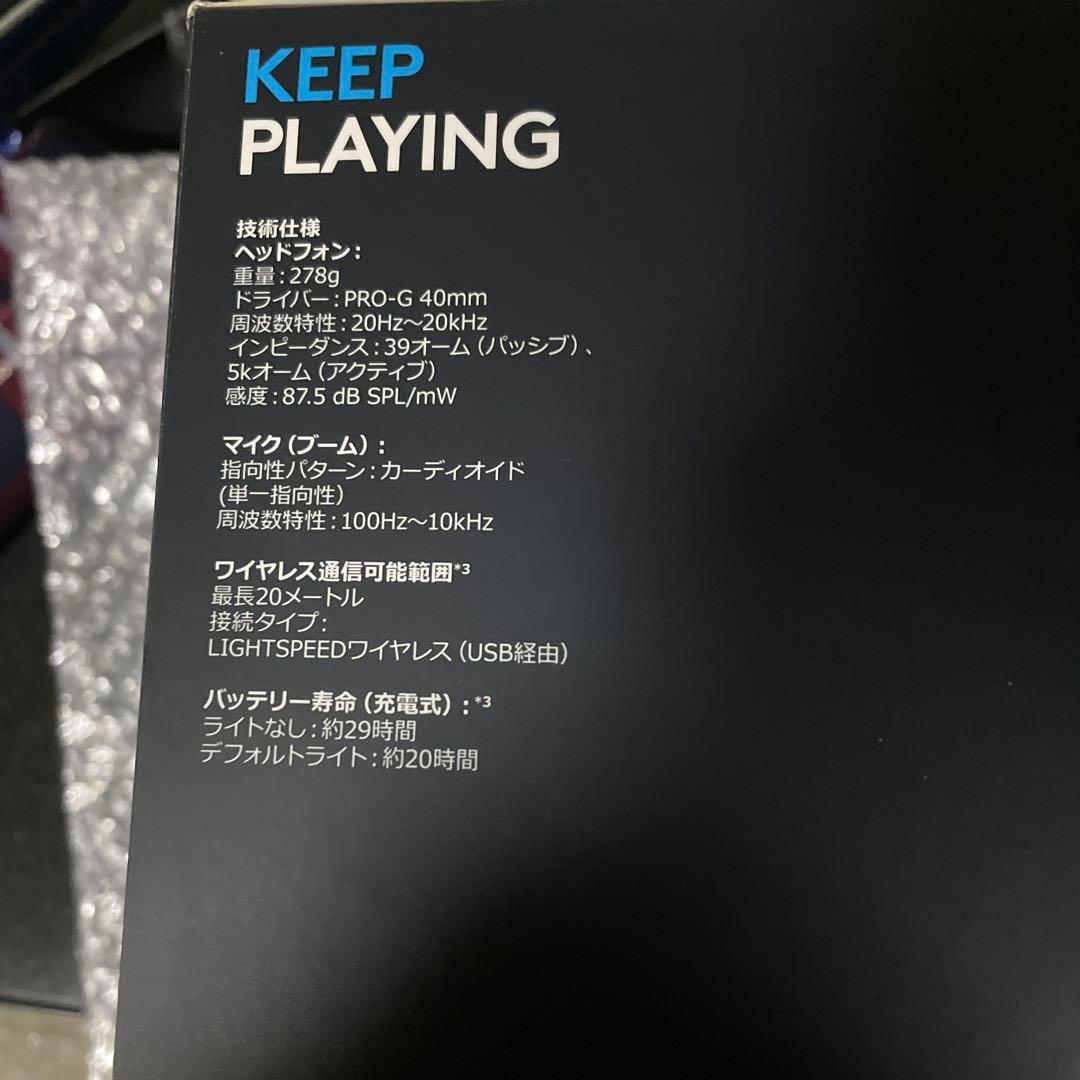 KEEP
PLAYING
技術仕様
ヘッドフォン：
重量：278g
ドライバー：PRO-G 40mm
周波数特性：20Hz～20kHz
インピーダンス：39オーム（パッシブ）、
5kオーム（アクティブ）
感度：87.5 dB SPL/mW
マイク（ブーム）：
指向性パターン：カーディオイド
(単一指向性）
周波数特性：100Hz～10kHz
ワイヤレス通信可能範囲*3
最長20メートル
接続タイプ：
LIGHTSPEEDワイヤレス（USB経由）
バッテリー寿命（充電式）：*3
ライトなし：約29時間
デフォルトライト：約20時間